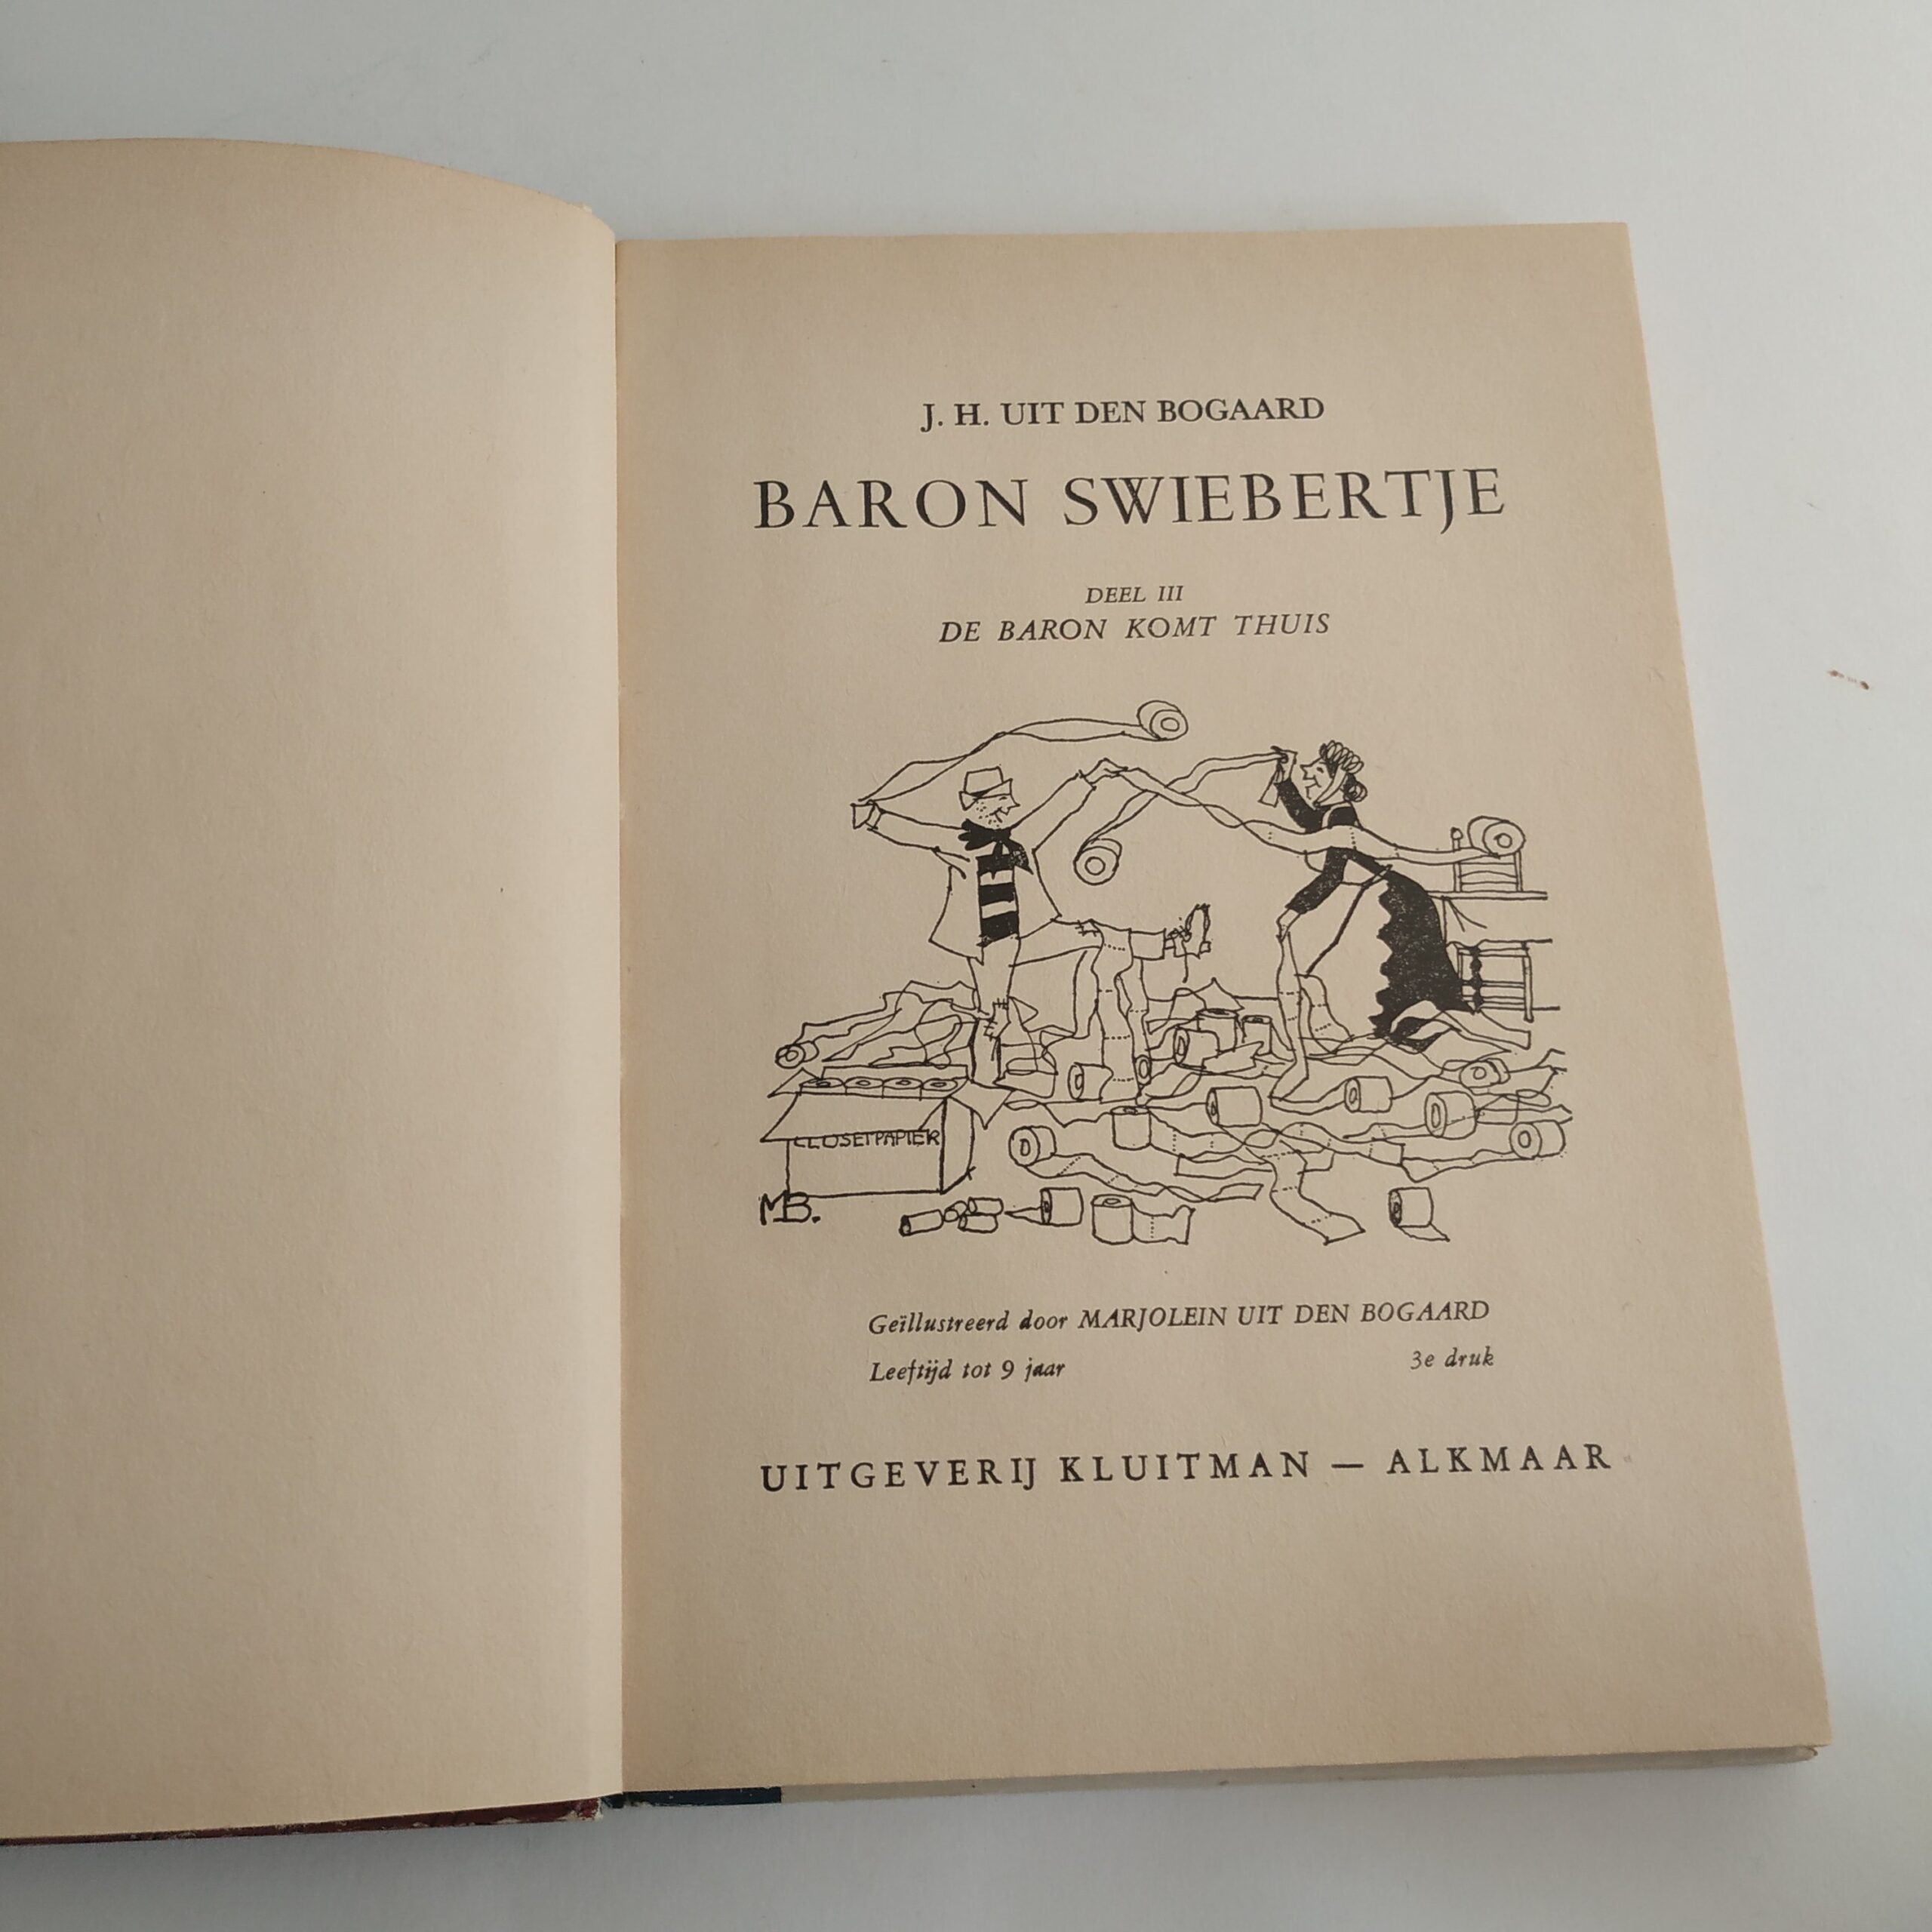 J. H. UIT DEN BOGAARD
BARON SWIEBERTJE
DEEL III
DE BARON KOMT THUIS
CLOSETPAPIER
MB.
Geïllustreerd door MARJOLEIN UIT DEN BOGAARD
Leeftijd tot 9 jaar 3e druk
UITGEVERIJ KLUITMAN — ALKMAAR